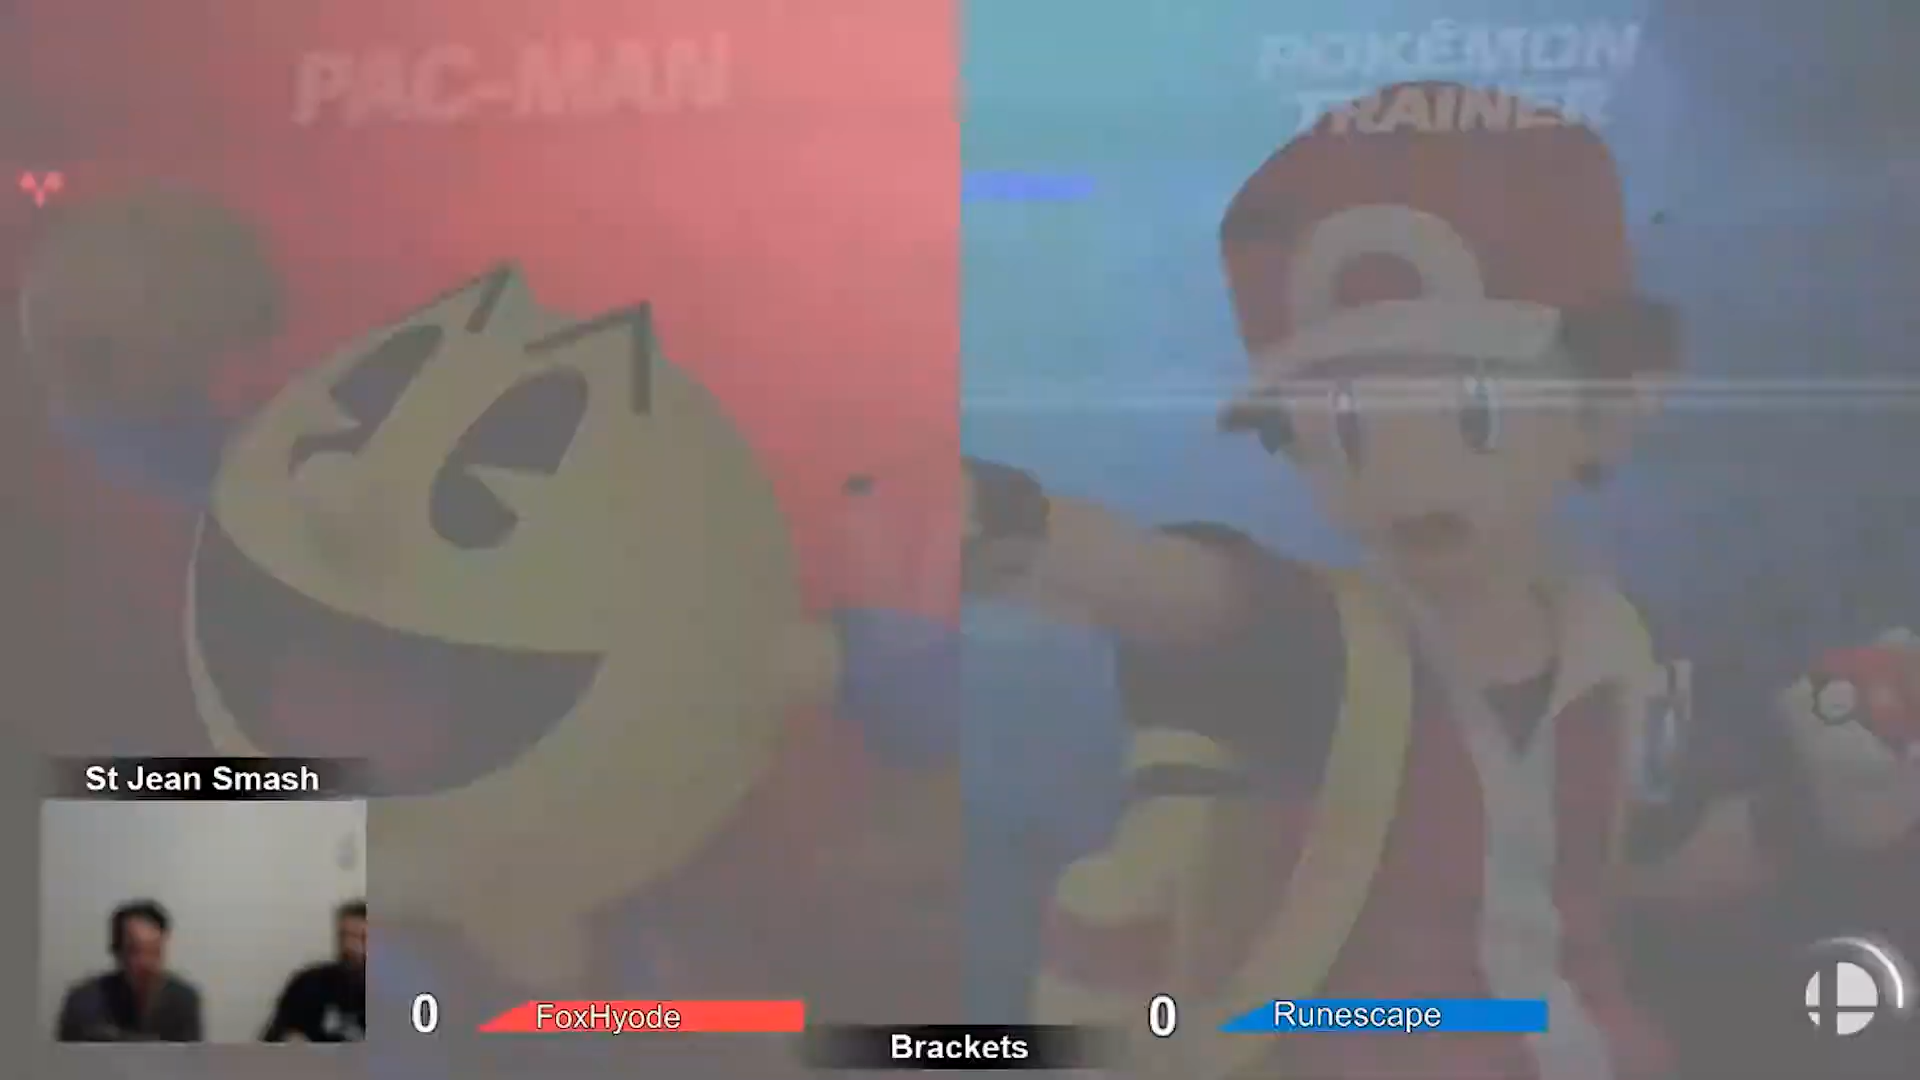 PAC-MAN
POKÉMON
TRAINER
St Jean Smash
0
FoxHyode
0
Runescape
Brackets